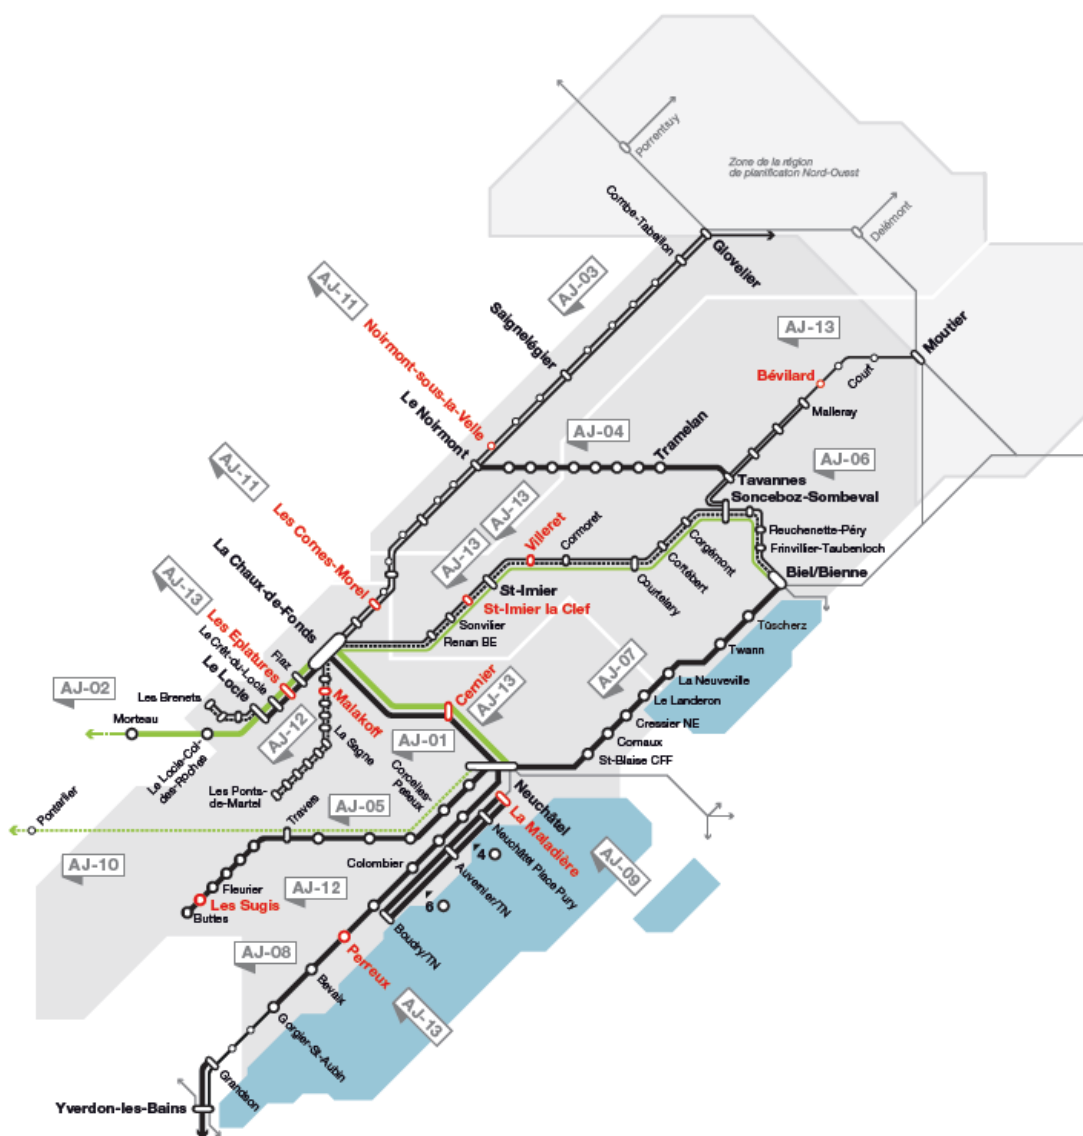 Porrentruy
Zone de la région
de planification Nord-Ouest
Combe-Tabeillon
Delémont
Glovelier
AJ-03
AJ-11
Noirmont-sous-la-Velle
Saignelégier
AJ-13
Moutier
Court
Bévilard
Malleray
Le Noirmont
AJ-04
Tramelan
AJ-06
Tavannes
Sonceboz-Sombeval
AJ-11
Les Cornes-Morel
AJ-13
AJ-13
Villeret
Cormoret
Corgémont
Cortébert
Courtelary
Reuchenette-Péry
Frinvillier-Taubenloch
Biel/Bienne
La Chaux-de-Fonds
St-Imier
St-Imier la Clef
Sonvilier
Renan BE
AJ-13
Les Eplatures
Le Crêt-du-Locle
Fiaz
Le Locle
Les Brenets
Tüscherz
Twann
La Neuveville
AJ-07
Le Landeron
Cressier NE
Cornaux
St-Blaise CFF
AJ-02
Morteau
Le Locle-Col-
des-Roches
AJ-12
Malakoff
La Sagne
Cernier
AJ-13
AJ-01
Les Ponts-
de-Martel
Corcelles-
Peseux
Neuchâtel
La Maladière
Pontarlier
Travers
AJ-05
Neuchâtel Place Pury
AJ-09
AJ-10
Colombier
4
Auvernier/TN
Fleurier
Les Sugis
Buttes
AJ-12
6
Boudry/TN
AJ-08
Perreux
Bevaix
AJ-13
Gorgier-St-Aubin
Grandson
Yverdon-les-Bains